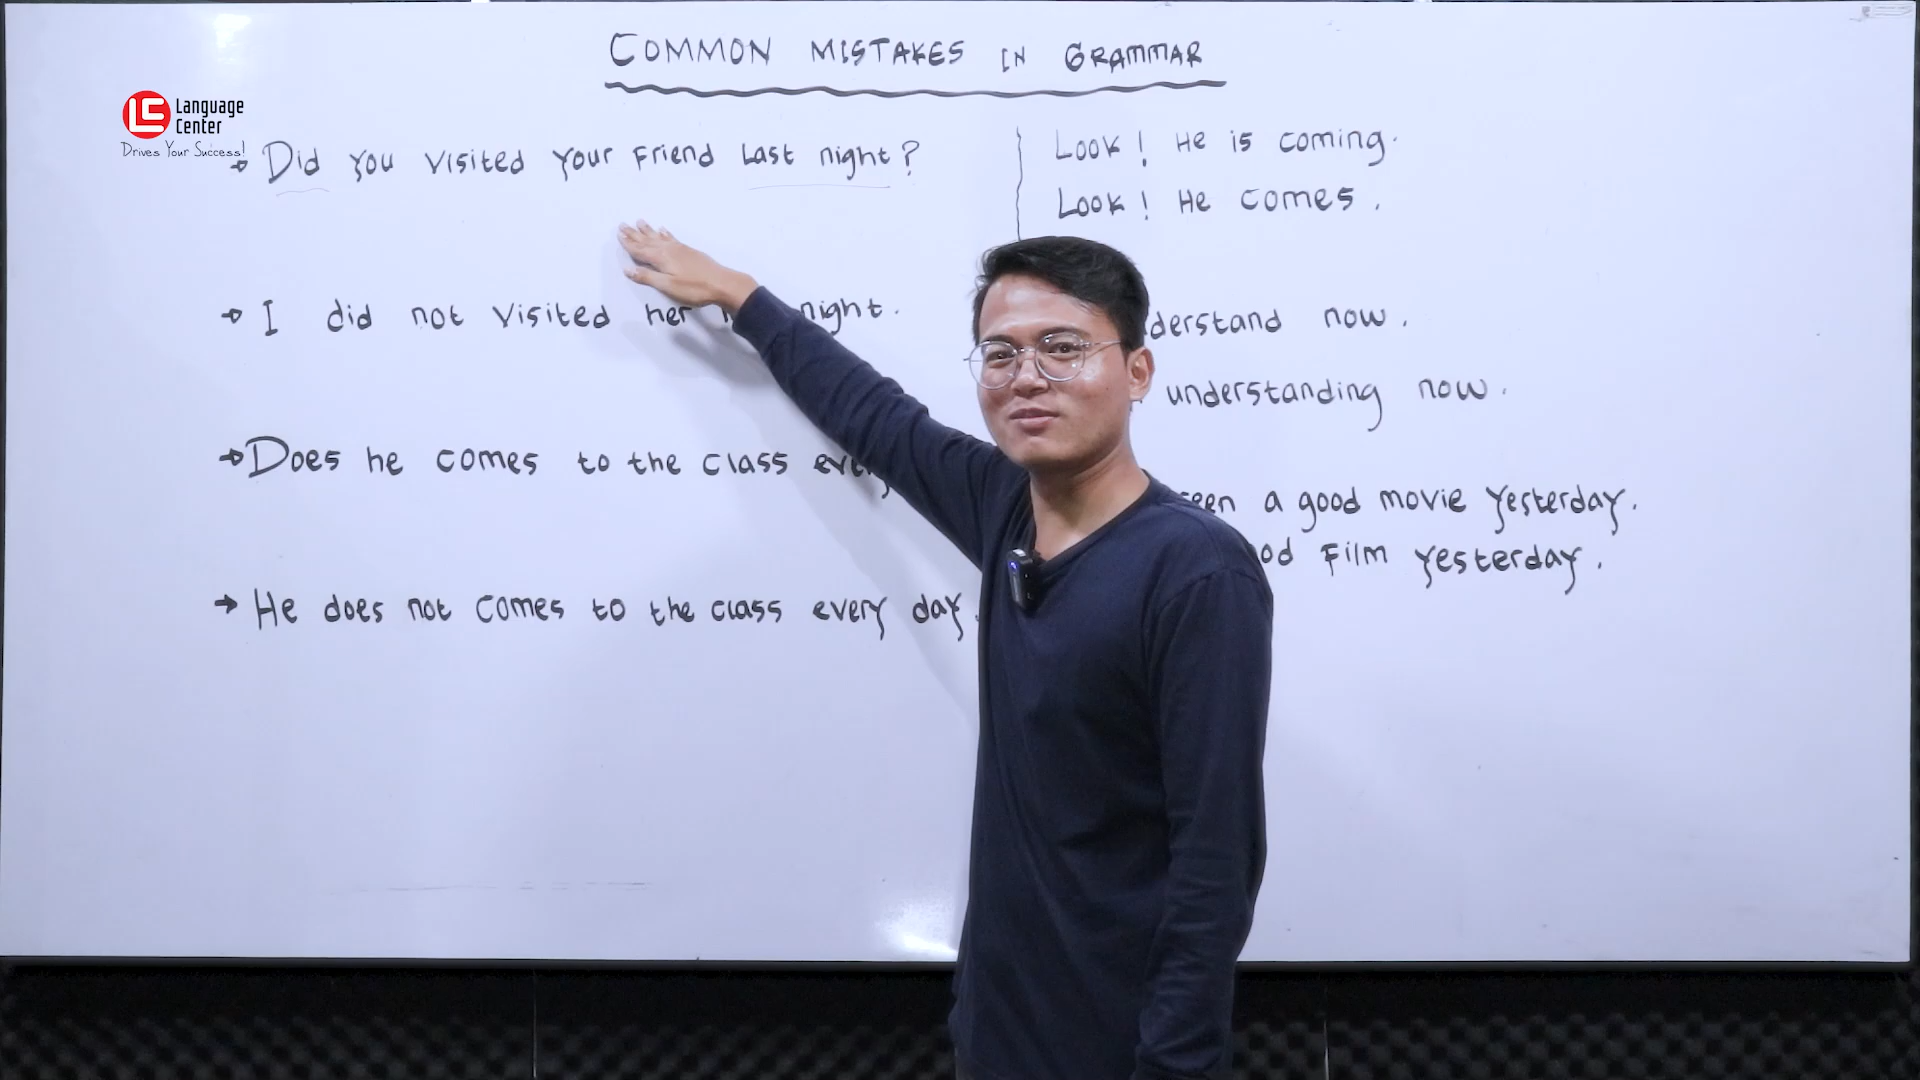 COMMON MISTAKES IN GRAMMAR
LC Language
Center
Drives Your Success!
Did you visited your friend last night?
I did not visited her night.
Does he comes to the class
He does not comes to the class every day.
Look! He is coming.
Look! He comes.
now.
understanding now.
a good movie yesterday.
film yesterday.